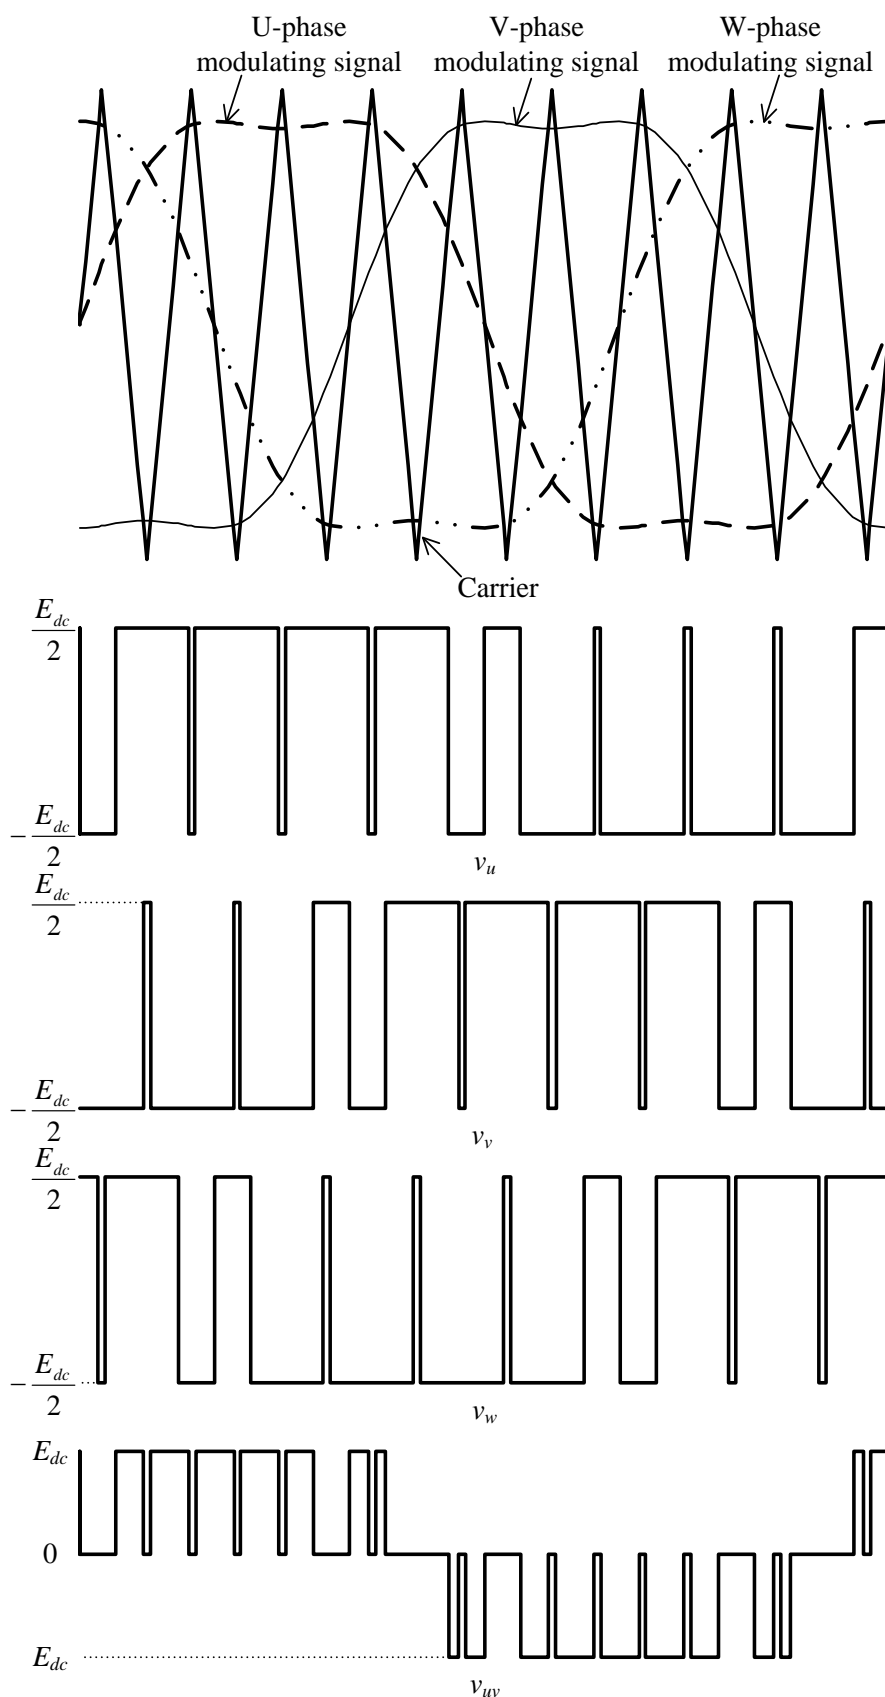 U-phase
modulating signal
V-phase
modulating signal
W-phase
modulating signal
Carrier
E_dc/2
-E_dc/2
v_u
E_dc/2
-E_dc/2
v_v
E_dc/2
-E_dc/2
v_w
E_dc
0
E_dc
v_uv